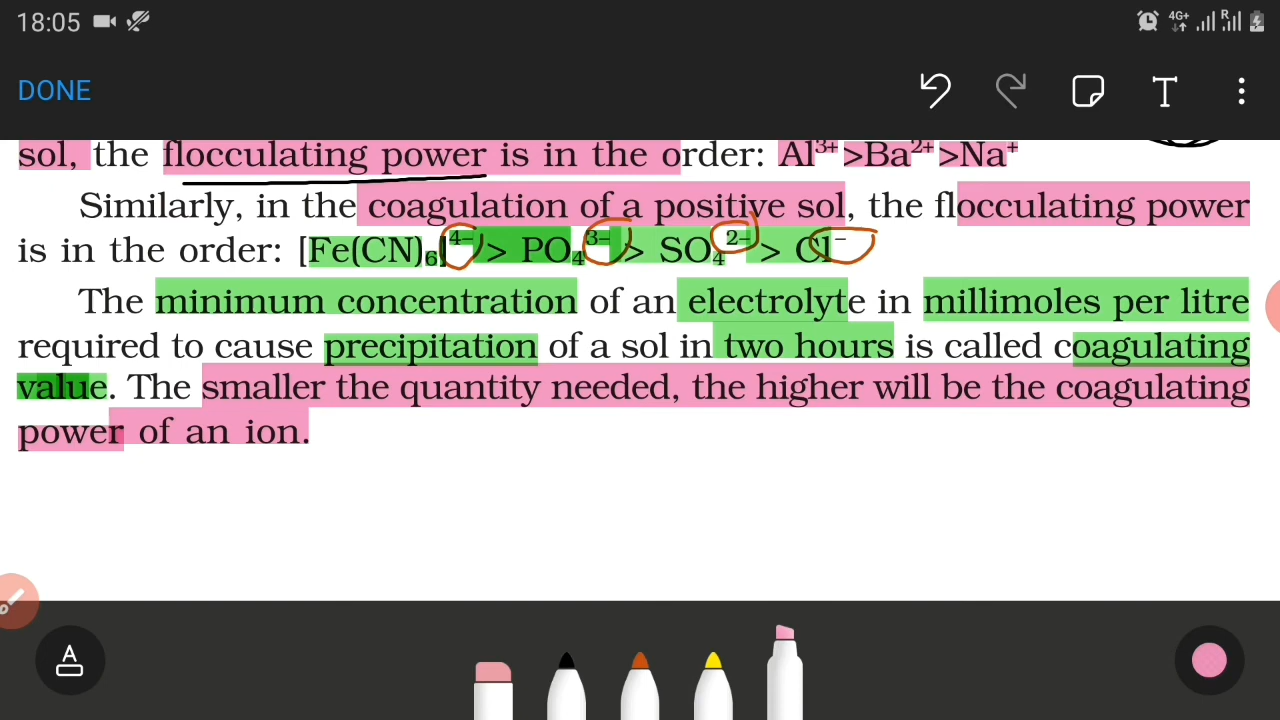 18:05 4G+ R
DONE T
sol, the flocculating power is in the order: Al³⁺ >Ba²⁺ >Na⁺
Similarly, in the coagulation of a positive sol, the flocculating power
is in the order: [Fe(CN)₆]⁴⁻ > PO₄³⁻ > SO₄²⁻ > Cl⁻
The minimum concentration of an electrolyte in millimoles per litre
required to cause precipitation of a sol in two hours is called coagulating
value. The smaller the quantity needed, the higher will be the coagulating
power of an ion.
A